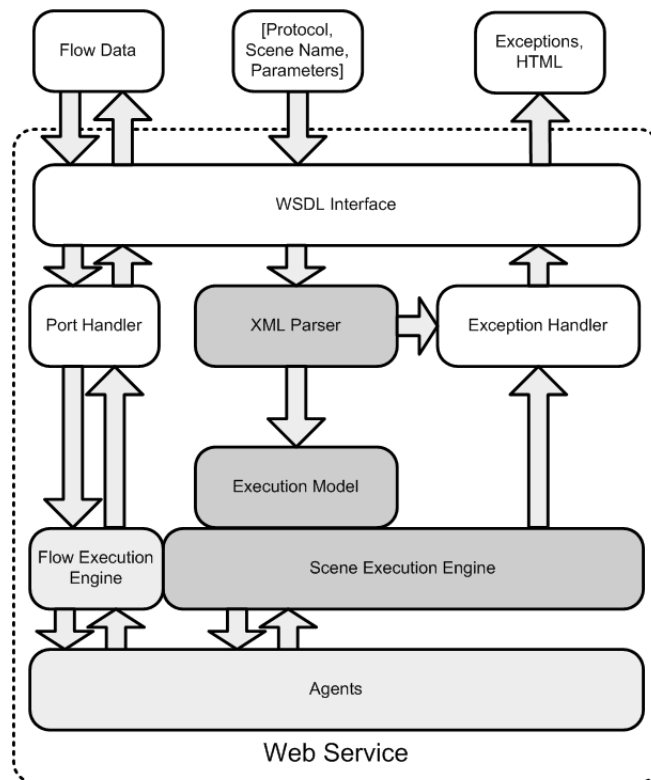 Flow Data
[Protocol,
Scene Name,
Parameters]
Exceptions,
HTML
WSDL Interface
Port Handler
XML Parser
Exception Handler
Execution Model
Flow Execution
Engine
Scene Execution Engine
Agents
Web Service